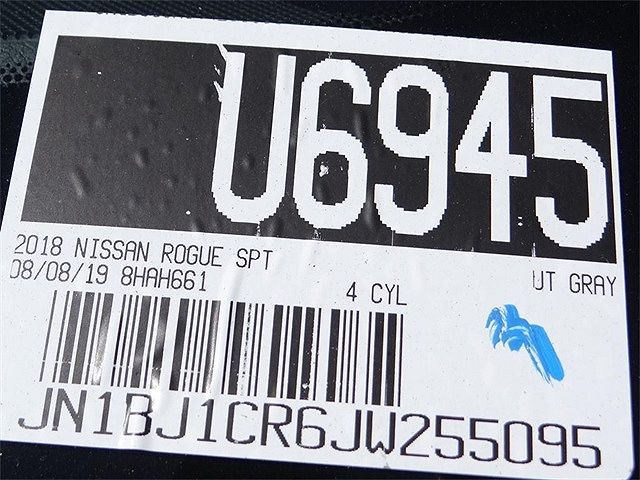 U6945
2018 NISSAN ROGUE SPT
08/08/19 8HAH661
4 CYL
UT GRAY
JN1BJ1CR6JW255095